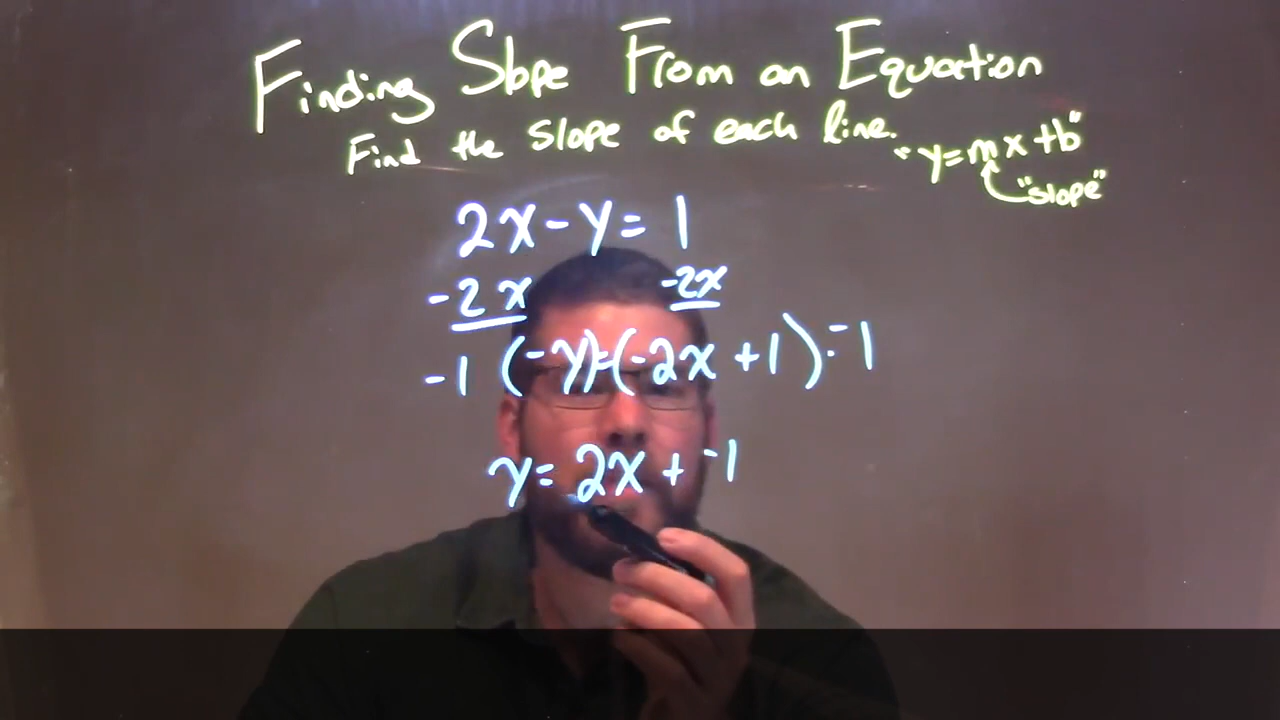 Finding Slope From an Equation
Find the slope of each line.
"y=mx+b"
"slope"
2x-y=1
-2x -2x
-1 (-y)=(-2x+1)·-1
y=2x+-1